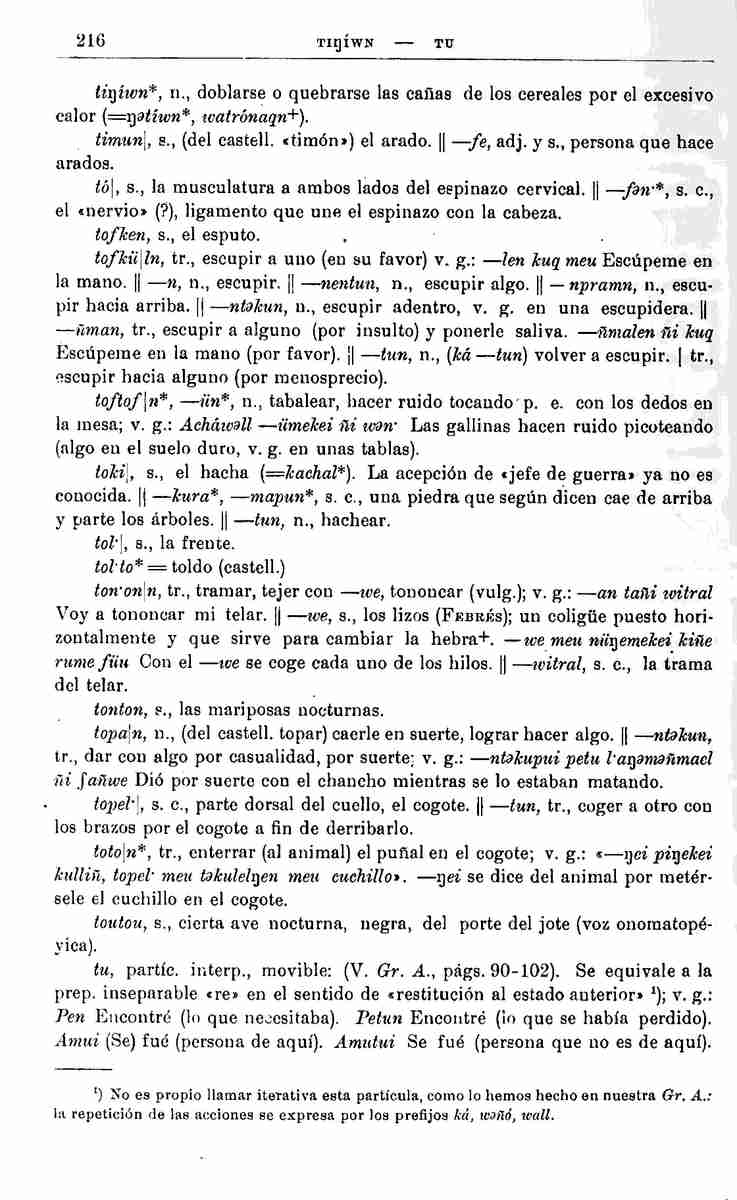 216
TIŊÍWN — TU
tiŋíwn*, n., doblarse o quebrarse las cañas de los cereales por el excesivo
calor (=ŋətíwn*, watrónaqn+).
timun|, s., (del castell. «timón») el arado. || —fe, adj. y s., persona que hace
arados.
tó|, s., la musculatura a ambos lados del espinazo cervical. || —fən·*, s. c.,
el «nervio» (?), ligamento que une el espinazo con la cabeza.
tofken, s., el esputo.
tofkü|ln, tr., escupir a uno (en su favor) v. g.: —len kuq meu Escúpeme en
la mano. || —n, n., escupir. || —nentun, n., escupir algo. || —npramn, n., escu-
pir hacia arriba. || —ntəkun, n., escupir adentro, v. g. en una escupidera. ||
—ñman, tr., escupir a alguno (por insulto) y ponerle saliva. —ñmalen ñi kuq
Escúpeme en la mano (por favor). || —tun, n., (ká —tun) volver a escupir. | tr.,
escupir hacia alguno (por menosprecio).
toftof|n*, —ün*, n., tabalear, hacer ruido tocando p. e. con los dedos en
la mesa; v. g.: Acháwəll —ümekei ñi wən· Las gallinas hacen ruido picoteando
(algo en el suelo duro, v. g. en unas tablas).
toki|, s., el hacha (=kachal*). La acepción de «jefe de guerra» ya no es
conocida. || —kura*, —mapun*, s. c., una piedra que según dicen cae de arriba
y parte los árboles. || —tun, n., hachear.
tol·|, s., la frente.
tol·to* = toldo (castell.)
ton·on|n, tr., tramar, tejer con —we, tononcar (vulg.); v. g.: —an tañi witral
Voy a tononcar mi telar. || —we, s., los lizos (FEBRÉS); un coligüe puesto hori-
zontalmente y que sirve para cambiar la hebra+. —we meu nüŋemekei kiñe
rume füu Con el —we se coge cada uno de los hilos. || —witral, s. c., la trama
del telar.
tonton, s., las mariposas nocturnas.
topa|n, n., (del castell. topar) caerle en suerte, lograr hacer algo. || —ntəkun,
tr., dar con algo por casualidad, por suerte; v. g.: —ntəkupui petu l·aŋəməñmael
ñi ʃañwe Dió por suerte con el chancho mientras se lo estaban matando.
topel·|, s. c., parte dorsal del cuello, el cogote. || —tun, tr., coger a otro con
los brazos por el cogote a fin de derribarlo.
toto|n*, tr., enterrar (al animal) el puñal en el cogote; v. g.: «—ŋei piŋekei
kulliñ, topel· meu təkulelŋen meu cuchillo». —ŋei se dice del animal por metér-
sele el cuchillo en el cogote.
toutou, s., cierta ave nocturna, negra, del porte del jote (voz onomatopé-
yica).
tu, partíc. interp., movible: (V. Gr. A., págs. 90-102). Se equivale a la
prep. inseparable «re» en el sentido de «restitución al estado anterior» ¹); v. g.:
Pen Encontré (lo que necesitaba). Petun Encontré (lo que se había perdido).
Amui (Se) fué (persona de aquí). Amutui Se fué (persona que no es de aquí).
¹) No es propio llamar iterativa esta partícula, como lo hemos hecho en nuestra Gr. A.:
la repetición de las acciones se expresa por los prefijos ká, wəñó, wall.